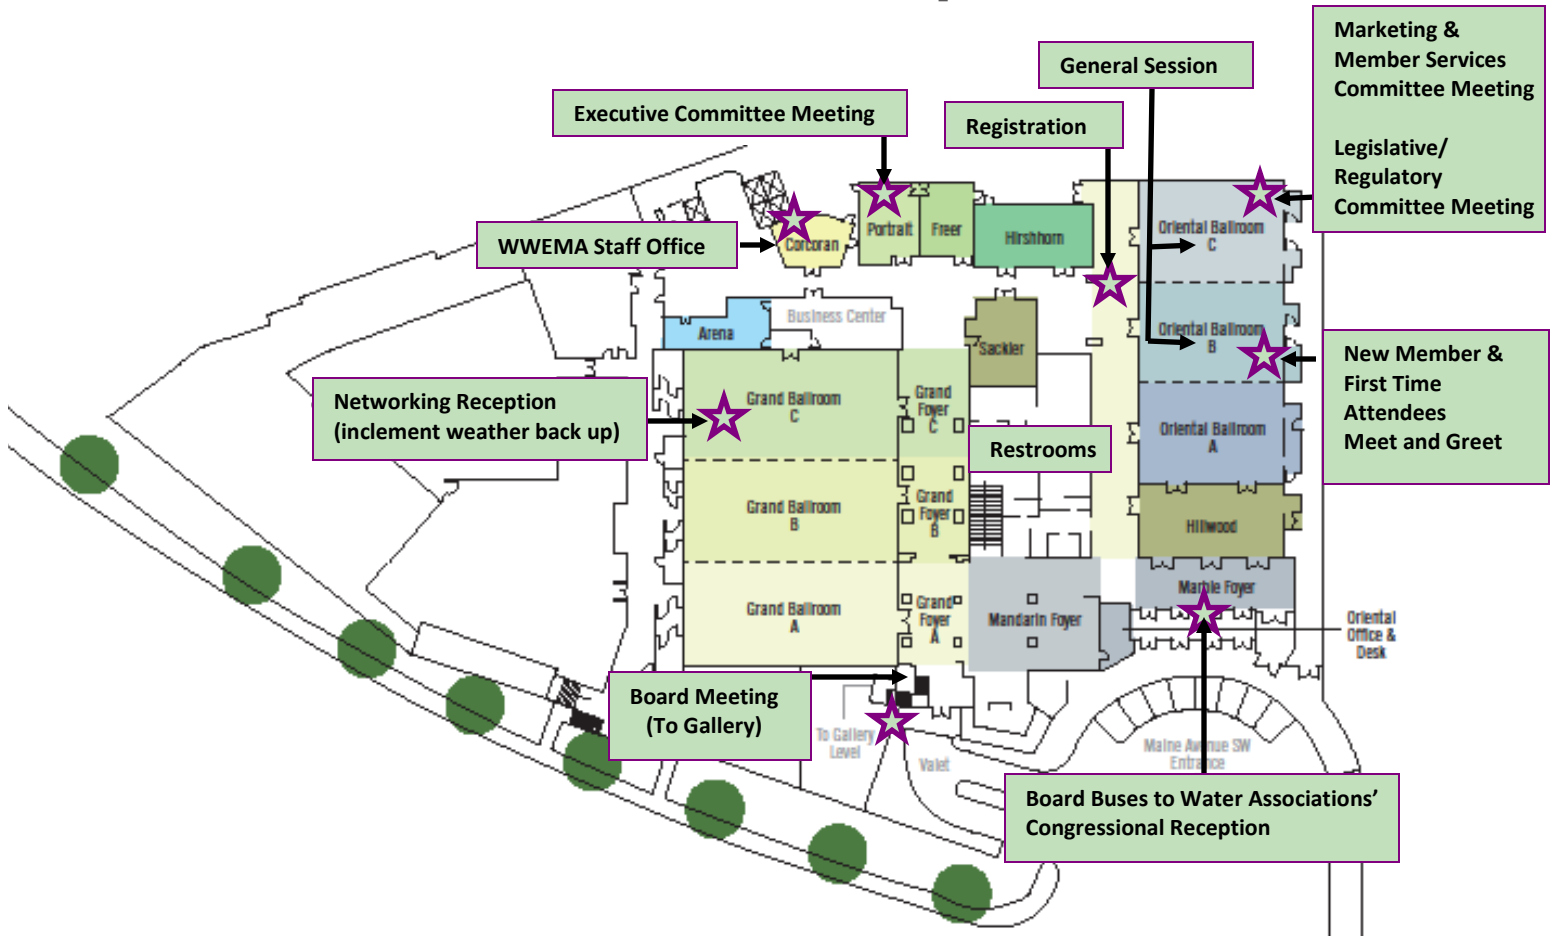 Marketing &
Member Services
Committee Meeting
Legislative/
Regulatory
Committee Meeting
General Session
Executive Committee Meeting
Registration
WWEMA Staff Office
Corcoran
Portrait
Freer
Hirshhorn
Oriental Ballroom
C
Arena
Business Center
Sackler
Oriental Ballroom
B
New Member &
First Time
Attendees
Meet and Greet
Networking Reception
(inclement weather back up)
Grand Ballroom
C
Grand
Foyer
C
Restrooms
Oriental Ballroom
A
Grand Ballroom
B
Grand
Foyer
B
Hillwood
Marble Foyer
Grand Ballroom
A
Grand
Foyer
A
Mandarin Foyer
Oriental
Office &
Desk
Board Meeting
(To Gallery)
To Gallery
Level
Valet
Maine Avenue SW
Entrance
Board Buses to Water Associations’
Congressional Reception